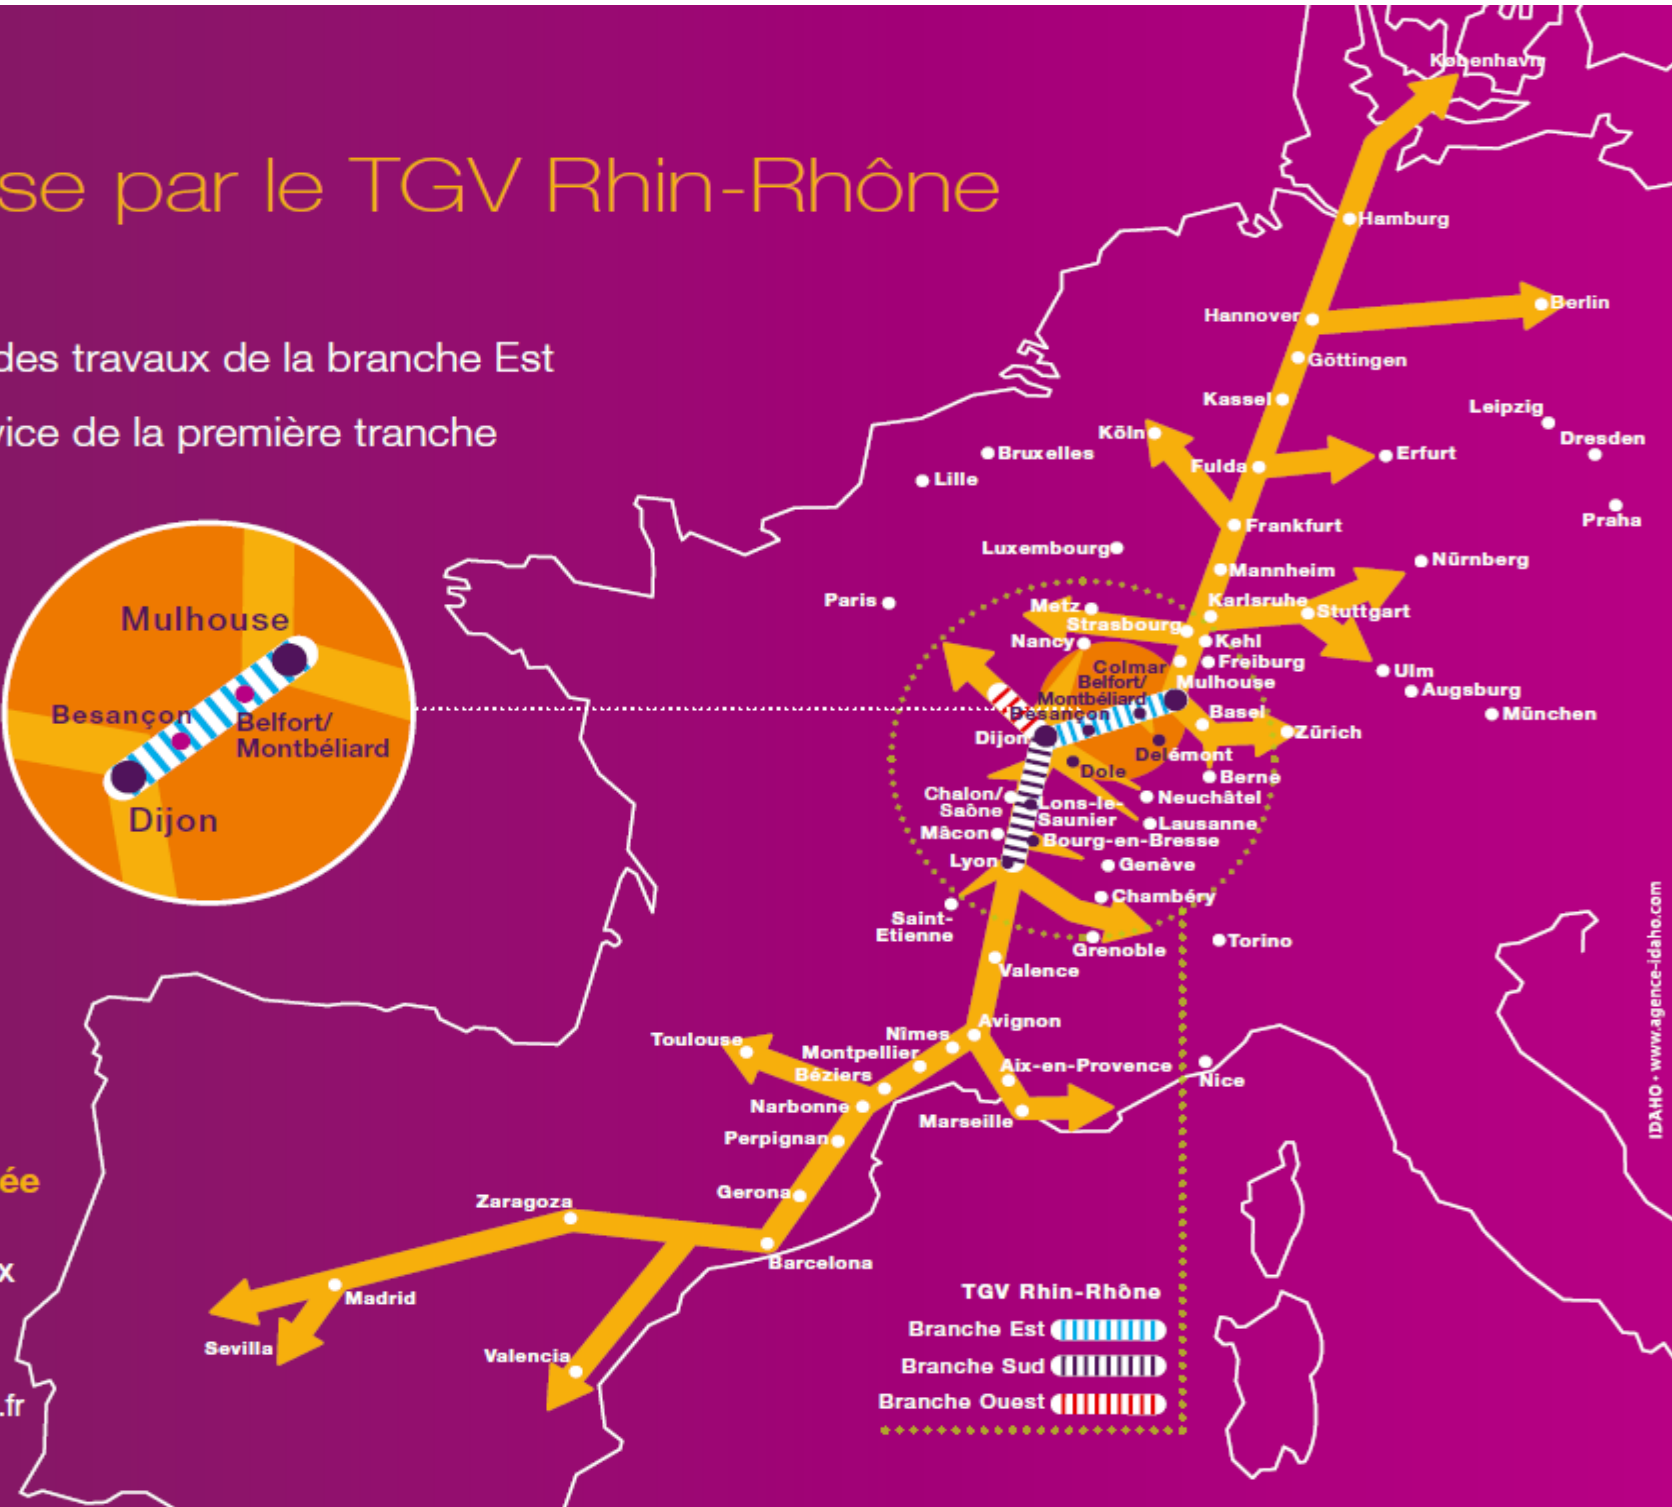 se par le TGV Rhin-Rhône
des travaux de la branche Est
vice de la première tranche
Mulhouse
Besançon
Belfort/
Montbéliard
Dijon
ée
x
.fr
København
Hamburg
Hannover
Berlin
Göttingen
Kassel
Leipzig
Dresden
Köln
Bruxelles
Fulda
Erfurt
Lille
Praha
Frankfurt
Luxembourg
Nürnberg
Mannheim
Paris
Metz
Karlsruhe
Stuttgart
Strasbourg
Nancy
Kehl
Colmar
Freiburg
Ulm
Belfort/
Montbéliard
Mulhouse
Augsburg
Besançon
Basel
München
Dijon
Zürich
Delémont
Dole
Berne
Chalon/
Saône
Neuchâtel
Lons-le-
Saunier
Lausanne
Mâcon
Bourg-en-Bresse
Lyon
Genève
Chambéry
Saint-
Etienne
Grenoble
Torino
Valence
Avignon
Nîmes
Toulouse
Montpellier
Aix-en-Provence
Béziers
Nice
Narbonne
Marseille
Perpignan
Gerona
Zaragoza
Barcelona
Madrid
Sevilla
Valencia
TGV Rhin-Rhône
Branche Est
Branche Sud
Branche Ouest
IDAHO • www.agence-idaho.com